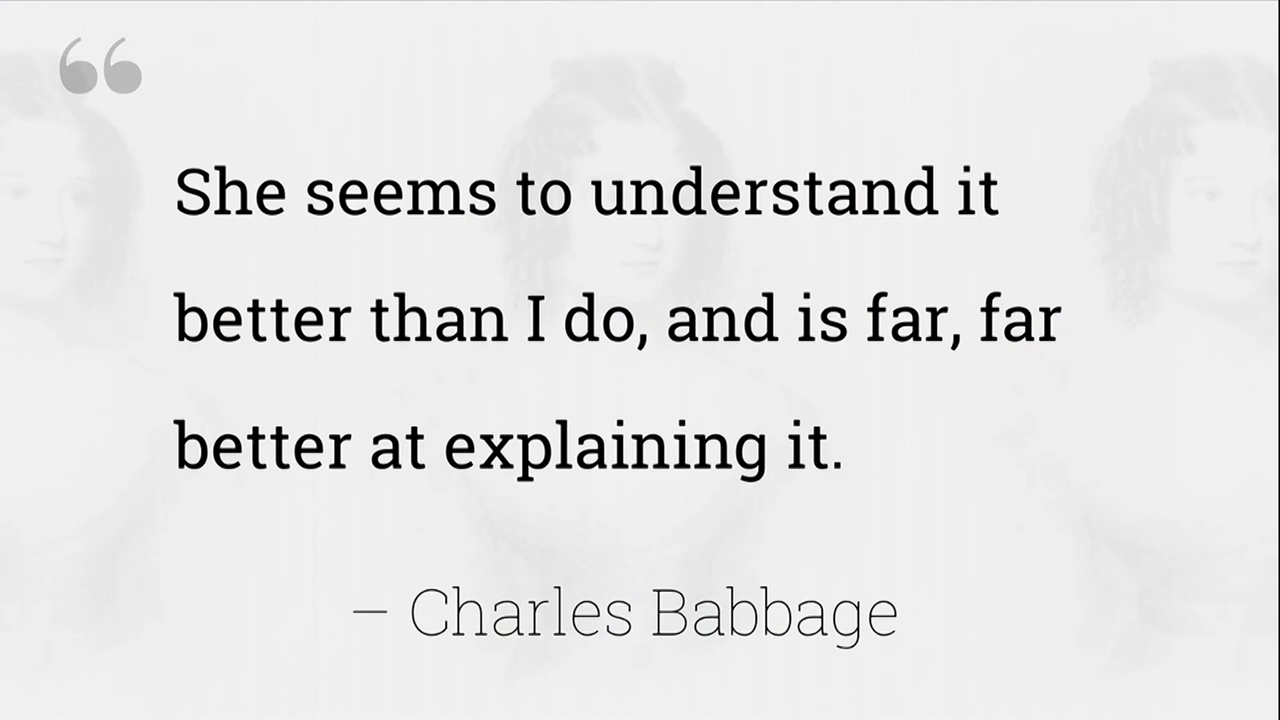 “
She seems to understand it
better than I do, and is far, far
better at explaining it.
– Charles Babbage